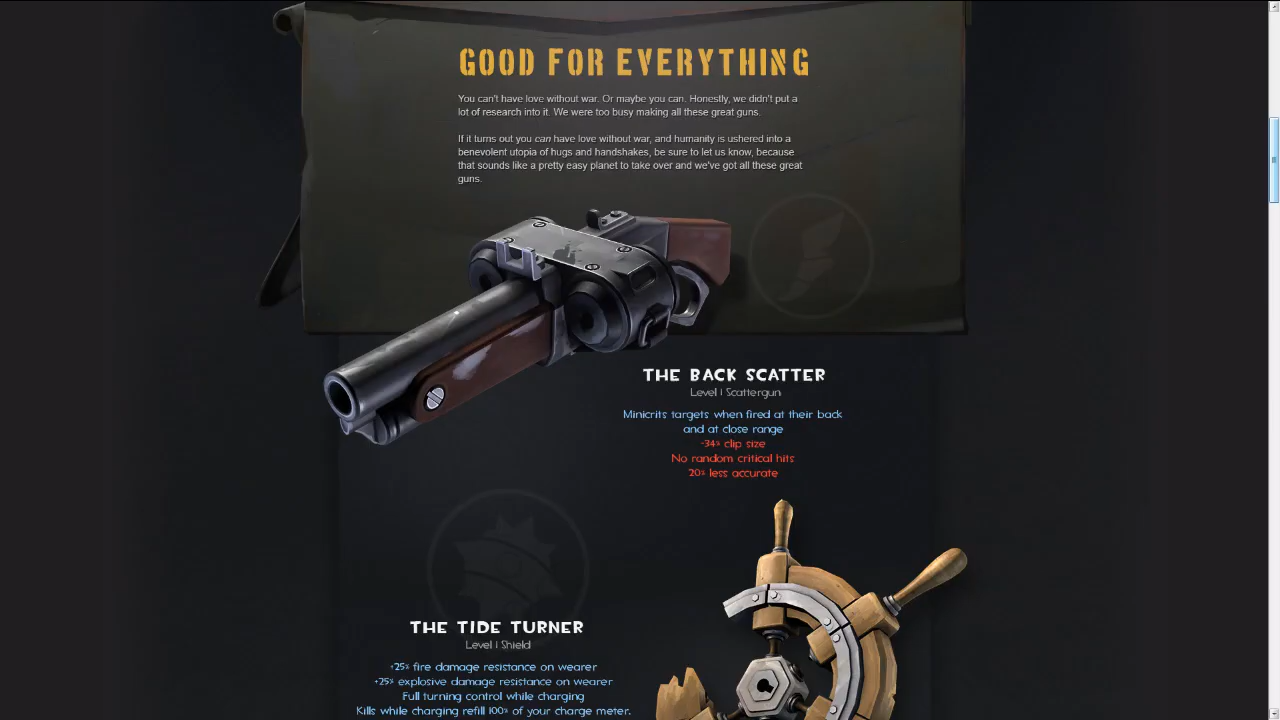 GOOD FOR EVERYTHING
You can't have love without war. Or maybe you can. Honestly, we didn't put a
lot of research into it. We were too busy making all these great guns.
If it turns out you can have love without war, and humanity is ushered into a
benevolent utopia of hugs and handshakes, be sure to let us know, because
that sounds like a pretty easy planet to take over and we've got all these great
guns.
THE BACK SCATTER
Level 1 Scattergun
Minicrits targets when fired at their back
and at close range
-34% clip size
No random critical hits
20% less accurate
THE TIDE TURNER
Level 1 Shield
+25% fire damage resistance on wearer
+25% explosive damage resistance on wearer
Full turning control while charging
Kills while charging refill 100% of your charge meter.